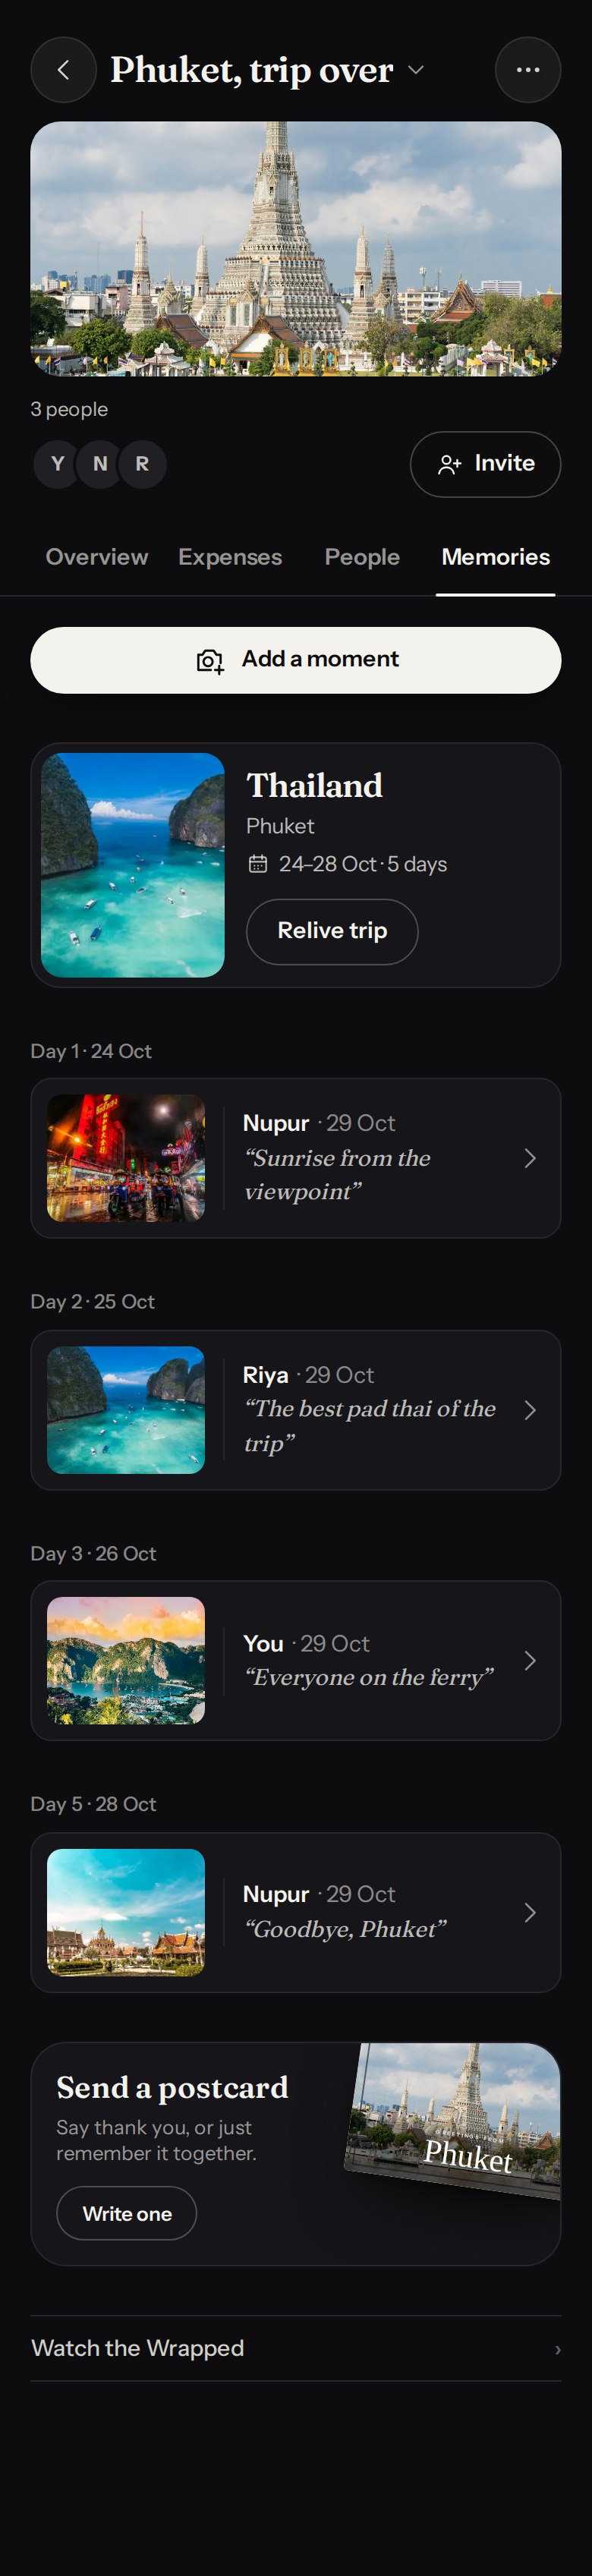 Phuket, trip over
3 people
Y N R
Invite
Overview Expenses People Memories
Add a moment
Thailand
Phuket
24–28 Oct · 5 days
Relive trip
Day 1 · 24 Oct
Nupur · 29 Oct
“Sunrise from the
viewpoint”
Day 2 · 25 Oct
Riya · 29 Oct
“The best pad thai of the
trip”
Day 3 · 26 Oct
You · 29 Oct
“Everyone on the ferry”
Day 5 · 28 Oct
Nupur · 29 Oct
“Goodbye, Phuket”
Send a postcard
Say thank you, or just
remember it together.
GREETINGS FROM
Phuket
Write one
Watch the Wrapped